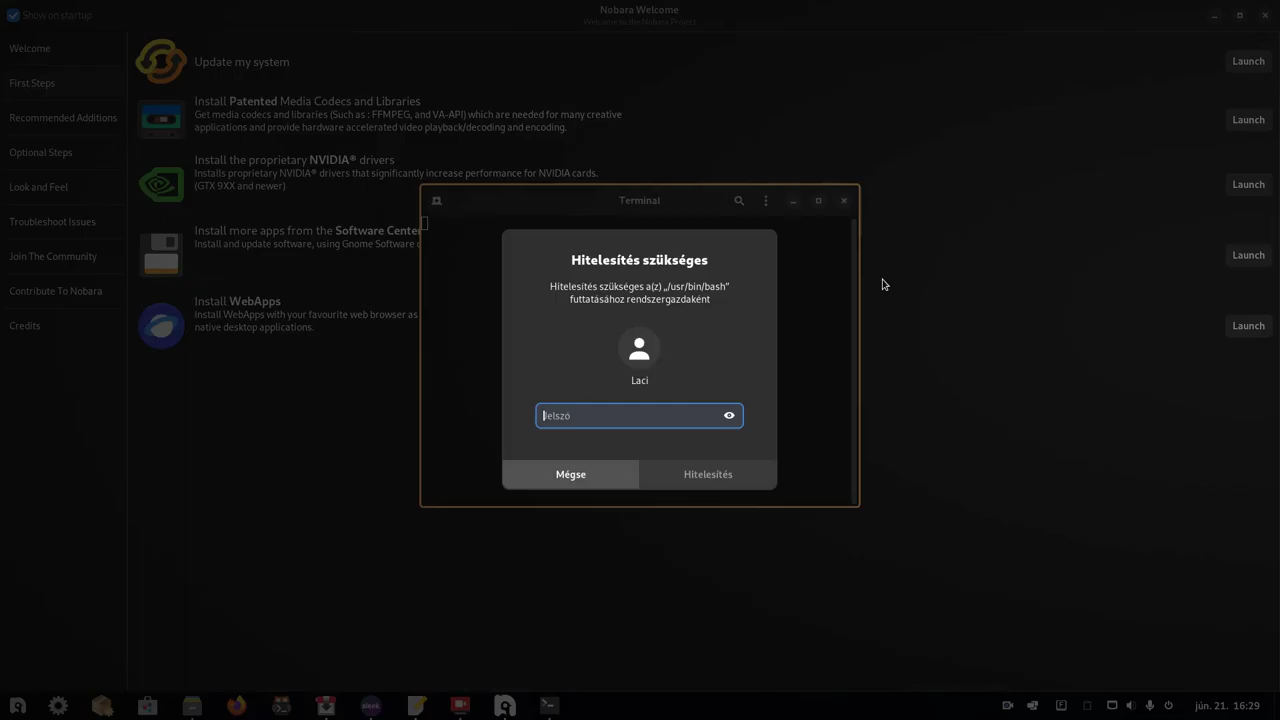 Show on startup
Nobara Welcome
Welcome to the Nobara Project
Welcome
First Steps
Recommended Additions
Optional Steps
Look and Feel
Troubleshoot Issues
Join The Community
Contribute To Nobara
Credits
Update my system
Launch
Install Patented Media Codecs and Libraries
Get media codecs and libraries (Such as : FFMPEG, and VA-API) which are needed for many creative
applications and provide hardware accelerated video playback/decoding and encoding.
Launch
Install the proprietary NVIDIA® drivers
Installs proprietary NVIDIA® drivers that significantly increase performance for NVIDIA cards.
(GTX 9XX and newer)
Launch
Install more apps from the Software Center
Install and update software, using Gnome Software
Launch
Install WebApps
Install WebApps with your favourite web browser as
native desktop applications.
Launch
Terminal
Hitelesítés szükséges
Hitelesítés szükséges a(z) „/usr/bin/bash”
futtatásához rendszergazdaként
Laci
Jelszó
Mégse
Hitelesítés
pleek
jún. 21. 16:29